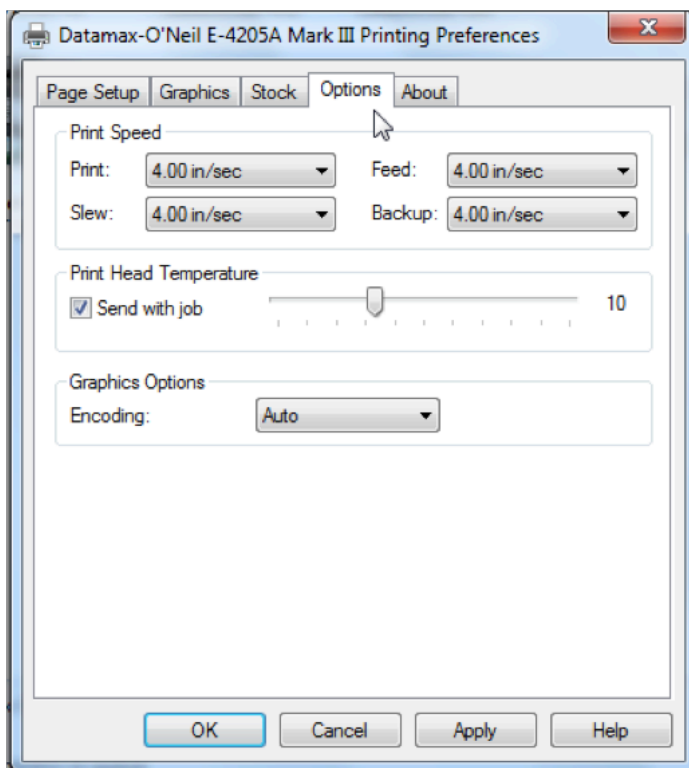 Datamax-O'Neil E-4205A Mark III Printing Preferences
Page Setup Graphics Stock Options About
Print Speed
Print: 4.00 in/sec Feed: 4.00 in/sec
Slew: 4.00 in/sec Backup: 4.00 in/sec
Print Head Temperature
Send with job 10
Graphics Options
Encoding: Auto
OK Cancel Apply Help